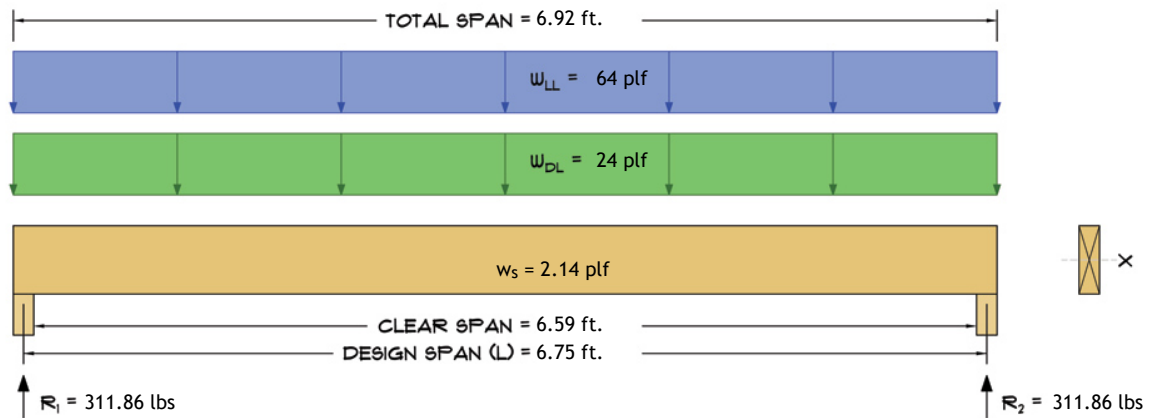 TOTAL SPAN = 6.92 ft.
WLL = 64 plf
WDL = 24 plf
ws = 2.14 plf
X
CLEAR SPAN = 6.59 ft.
DESIGN SPAN (L) = 6.75 ft.
R1 = 311.86 lbs
R2 = 311.86 lbs